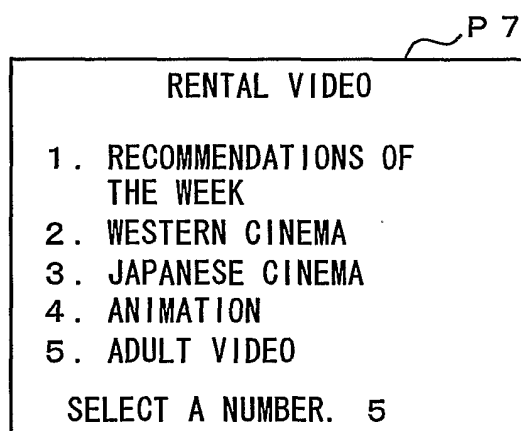 P 7
RENTAL VIDEO
1. RECOMMENDATIONS OF
THE WEEK
2. WESTERN CINEMA
3. JAPANESE CINEMA
4. ANIMATION
5. ADULT VIDEO
SELECT A NUMBER. 5